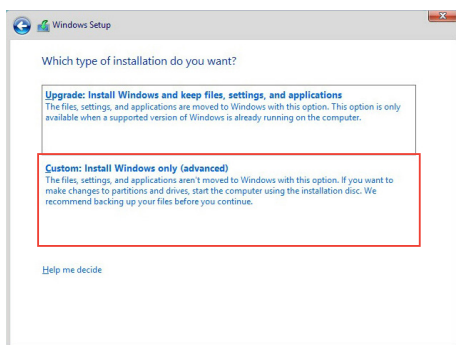 Windows Setup
Which type of installation do you want?
Upgrade: Install Windows and keep files, settings, and applications
The files, settings, and applications are moved to Windows with this option. This option is only
available when a supported version of Windows is already running on the computer.
Custom: Install Windows only (advanced)
The files, settings, and applications aren't moved to Windows with this option. If you want to
make changes to partitions and drives, start the computer using the installation disc. We
recommend backing up your files before you continue.
Help me decide